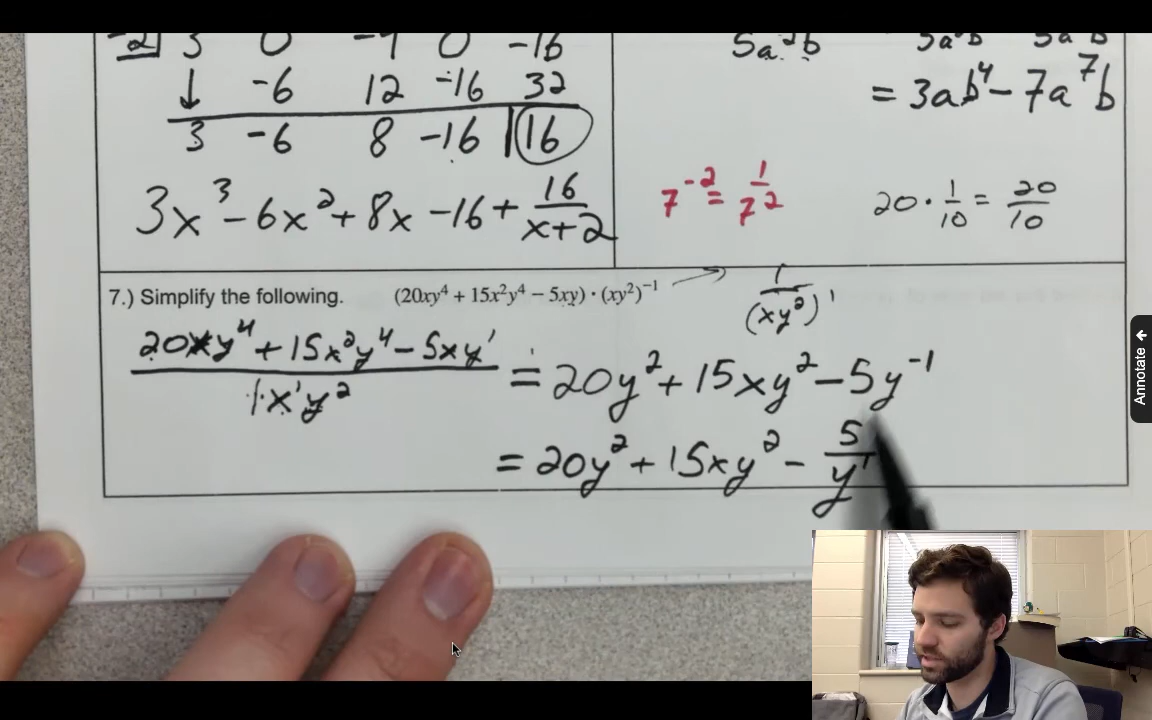 -2| 3 0 -4 0 -16
↓ -6 12 -16 32
3 -6 8 -16 |16
3x³ - 6x² + 8x - 16 + 16/(x+2)
5a²b
= 3ab⁴ - 7a⁷b
7⁻² = 1/7²
20 · 1/10 = 20/10
7.) Simplify the following. (20xy⁴ + 15x²y⁴ − 5xy) · (xy²)⁻¹
1/(xy²)¹
(20xy⁴ + 15x²y⁴ - 5xy¹)/(1x¹y²) = 20y² + 15xy² - 5y⁻¹
= 20y² + 15xy² - 5/y¹
Annotate